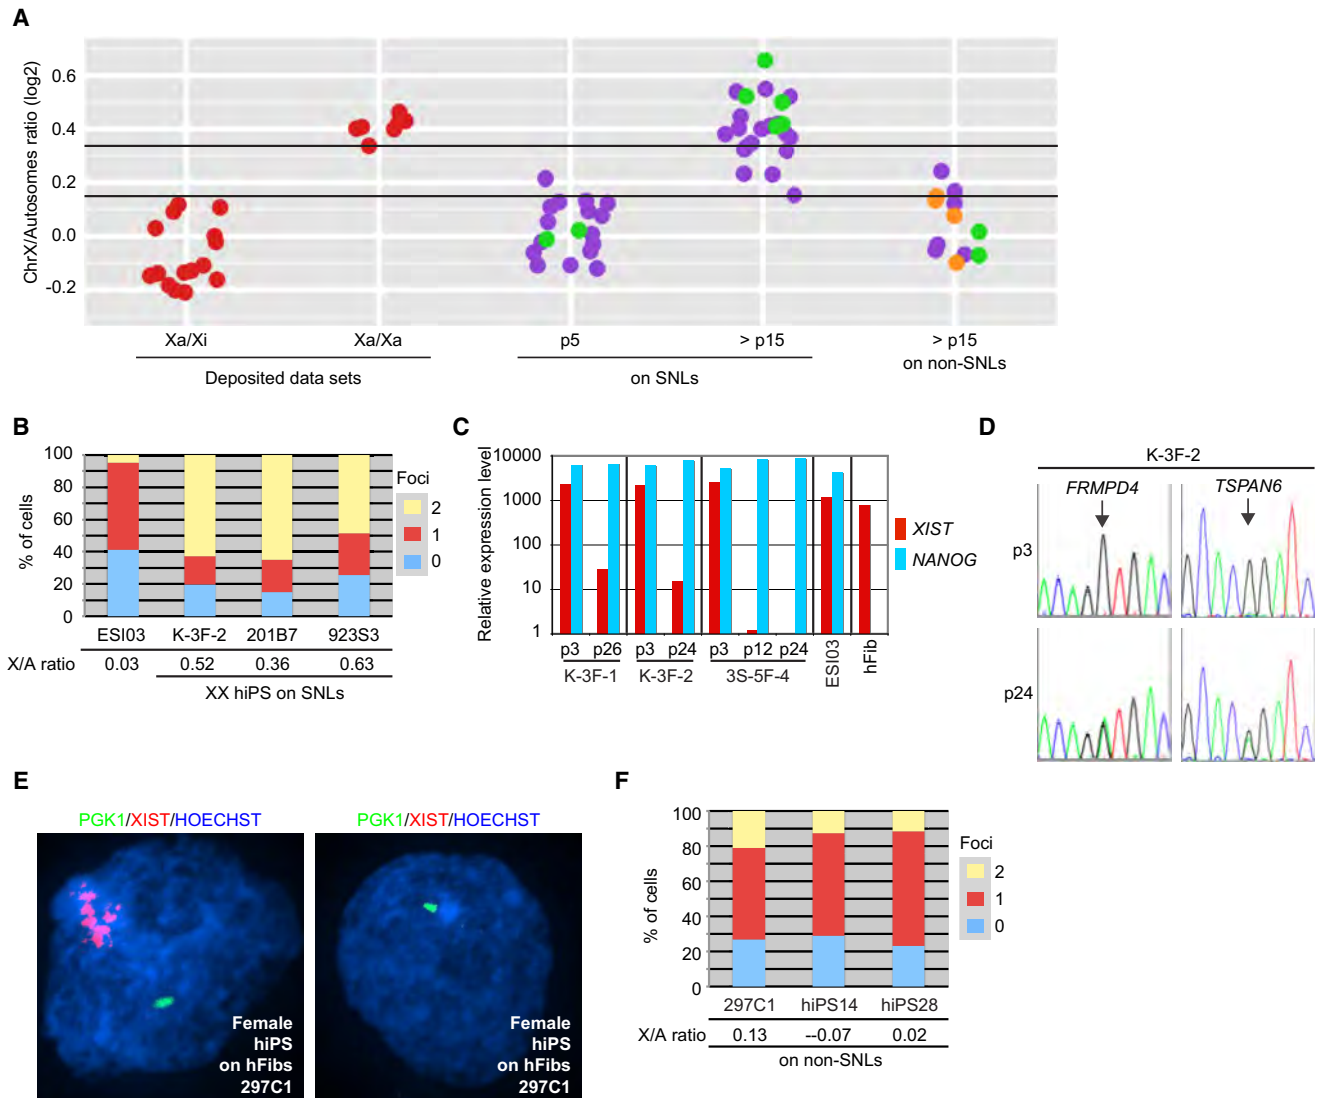 A
ChrX/Autosomes ratio (log2)
0.6
0.4
0.2
0.0
-0.2
Xa/Xi
Xa/Xa
p5
> p15
> p15
on non-SNLs
Deposited data sets
on SNLs
B
% of cells
100
80
60
40
20
0
Foci
2
1
0
ESI03 K-3F-2 201B7 923S3
X/A ratio 0.03 0.52 0.36 0.63
XX hiPS on SNLs
C
Relative expression level
10000
1000
100
10
1
XIST
NANOG
p3 p26 p3 p24 p3 p12 p24 ESI03 hFib
K-3F-1 K-3F-2 3S-5F-4
D
K-3F-2
FRMPD4 TSPAN6
p3
p24
E
PGK1/XIST/HOECHST
Female
hiPS
on hFibs
297C1
PGK1/XIST/HOECHST
Female
hiPS
on hFibs
297C1
F
% of cells
100
80
60
40
20
0
Foci
2
1
0
297C1 hiPS14 hiPS28
X/A ratio 0.13 --0.07 0.02
on non-SNLs